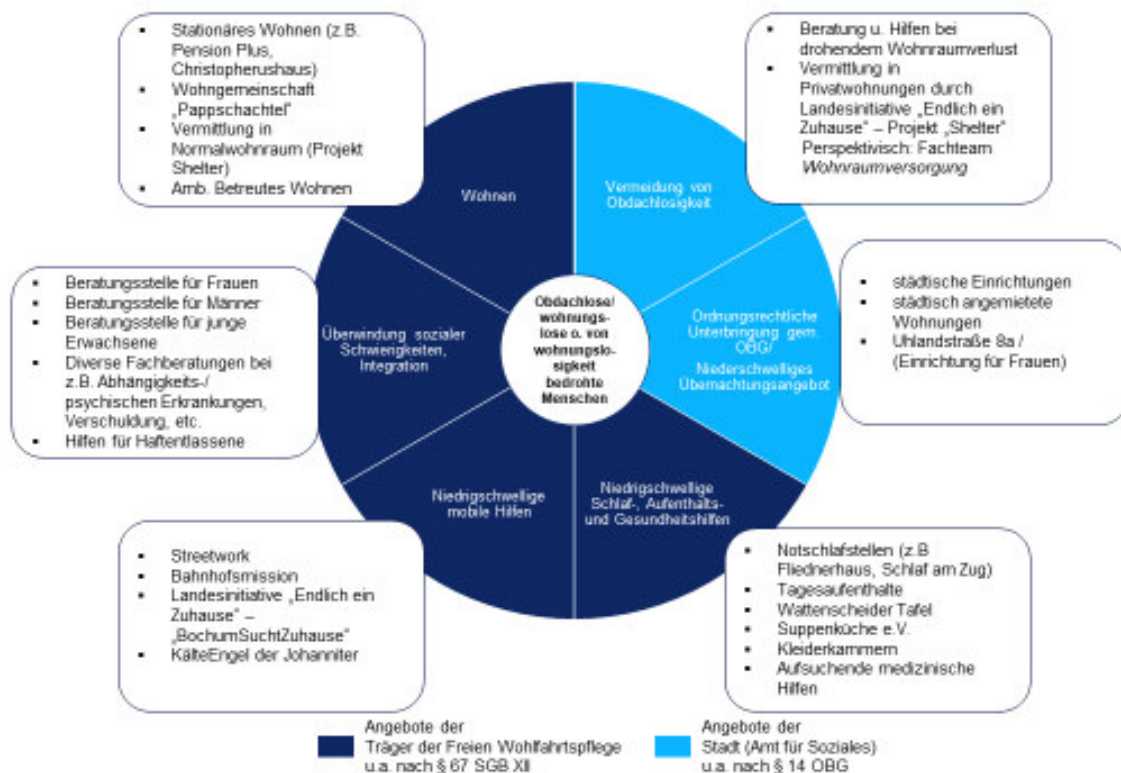 Stationäres Wohnen (z.B.
Pension Plus,
Christopherushaus)
Wohngemeinschaft
„Pappschachtel“
Vermittlung in
Normalwohnraum (Projekt
Shelter)
Amb. Betreutes Wohnen
Beratung u. Hilfen bei
drohendem Wohnraumverlust
Vermittlung in
Privatwohnungen durch
Landesinitiative „Endlich ein
Zuhause“ – Projekt „Shelter“
Perspektivisch: Fachteam
Wohnraumversorgung
Wohnen
Vermeidung von
Obdachlosigkeit
Beratungsstelle für Frauen
Beratungsstelle für Männer
Beratungsstelle für junge
Erwachsene
Diverse Fachberatungen bei
z.B. Abhängigkeits-/
psychischen Erkrankungen,
Verschuldung, etc.
Hilfen für Haftentlassene
Überwindung sozialer
Schwierigkeiten,
Integration
Obdachlose/
wohnungs-
lose o. von
wohnungslo-
sigkeit
bedrohte
Menschen
Ordnungsrechtliche
Unterbringung gem.
OBG/
Niederschwelliges
Übernachtungsangebot
städtische Einrichtungen
städtisch angemietete
Wohnungen
Uhlandstraße 8a /
(Einrichtung für Frauen)
Niedrigschwellige
mobile Hilfen
Niedrigschwellige
Schlaf-, Aufenthalts-
und Gesundheitshilfen
Streetwork
Bahnhofsmission
Landesinitiative „Endlich ein
Zuhause“ –
„BochumSuchtZuhause“
KälteEngel der Johanniter
Notschlafstellen (z.B
Fliednerhaus, Schlaf am Zug)
Tagesaufenthalte
Wattenscheider Tafel
Suppenküche e.V.
Kleiderkammern
Aufsuchende medizinische
Hilfen
Angebote der
Träger der Freien Wohlfahrtspflege
u.a. nach § 67 SGB XII
Angebote der
Stadt (Amt für Soziales)
u.a. nach § 14 OBG